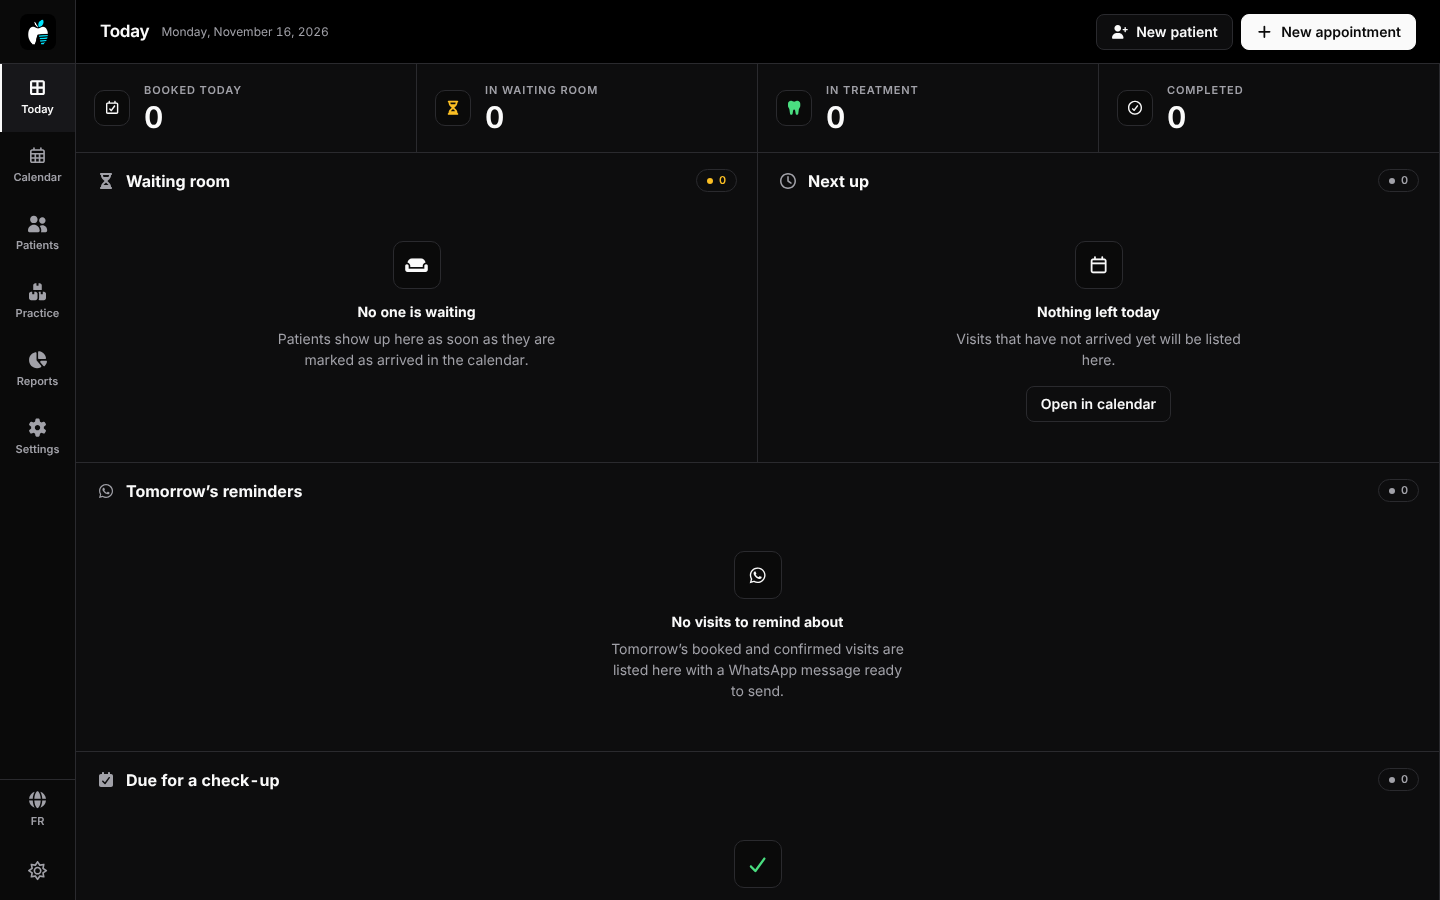 Today
Monday, November 16, 2026
New patient
New appointment
Today
Calendar
Patients
Practice
Reports
Settings
FR
BOOKED TODAY
0
IN WAITING ROOM
0
IN TREATMENT
0
COMPLETED
0
Waiting room
0
No one is waiting
Patients show up here as soon as they are
marked as arrived in the calendar.
Next up
0
Nothing left today
Visits that have not arrived yet will be listed
here.
Open in calendar
Tomorrow’s reminders
0
No visits to remind about
Tomorrow’s booked and confirmed visits are
listed here with a WhatsApp message ready
to send.
Due for a check-up
0